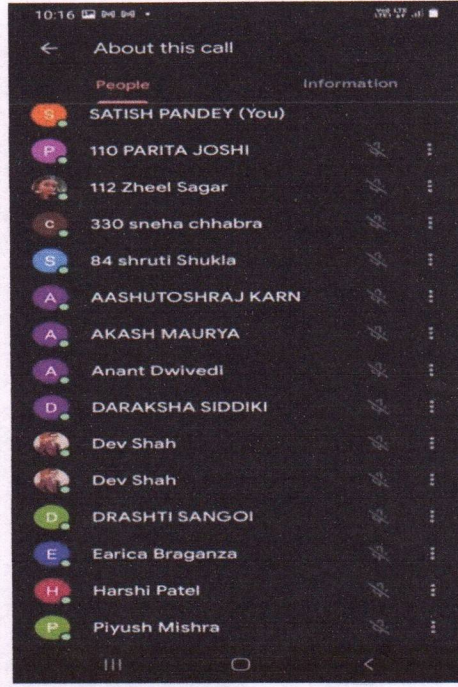 10:16
← About this call
People Information
S SATISH PANDEY (You)
P 110 PARITA JOSHI
112 Zheel Sagar
c 330 sneha chhabra
S 84 shruti Shukla
A AASHUTOSHRAJ KARN
A AKASH MAURYA
A Anant Dwivedi
D DARAKSHA SIDDIKI
Dev Shah
Dev Shah
D DRASHTI SANGOI
E Earica Braganza
H Harshi Patel
P Piyush Mishra